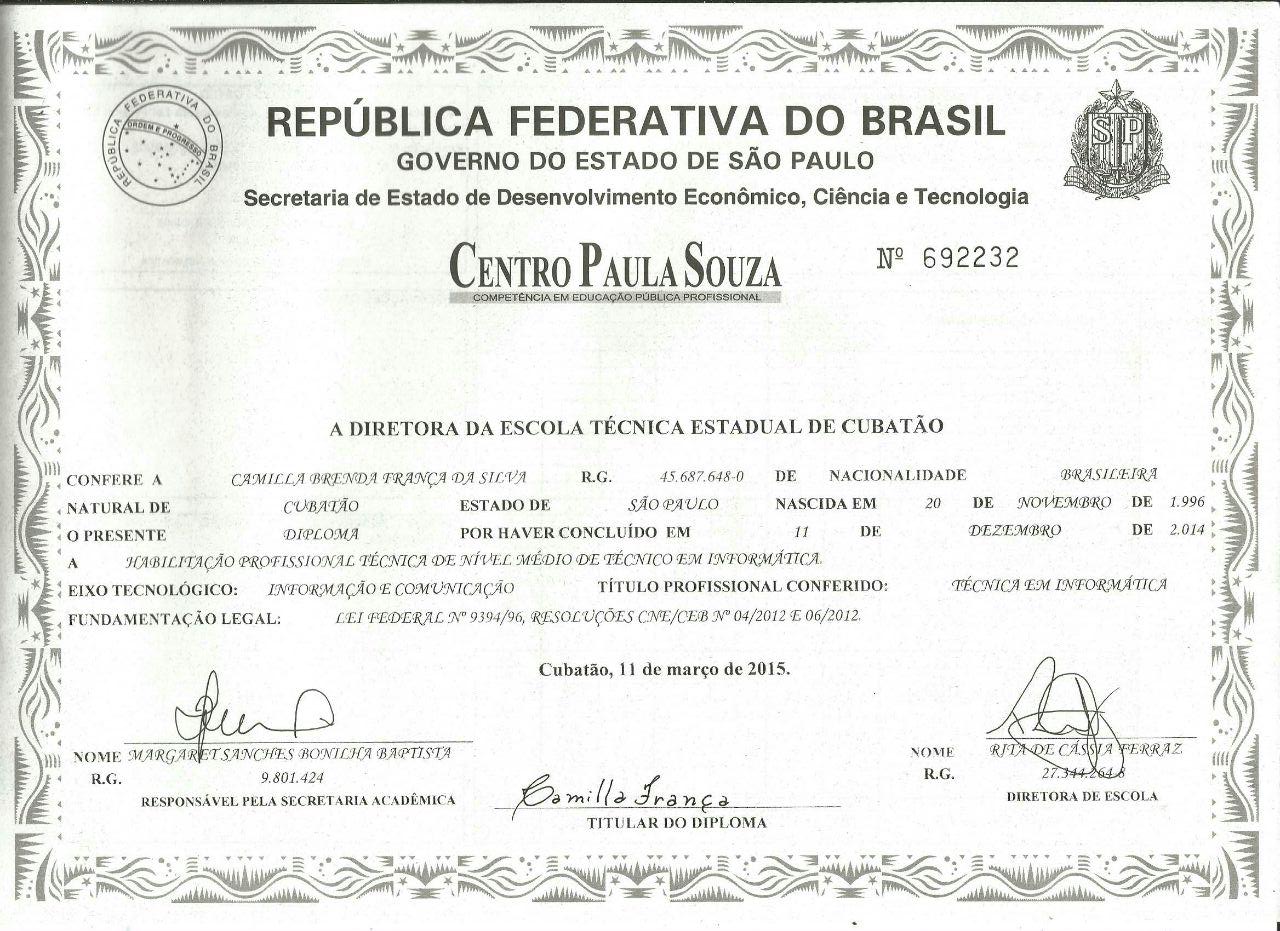 REPÚBLICA FEDERATIVA DO BRASIL
ORDEM E PROGRESSO
REPÚBLICA FEDERATIVA DO BRASIL
GOVERNO DO ESTADO DE SÃO PAULO
Secretaria de Estado de Desenvolvimento Econômico, Ciência e Tecnologia
SP
CENTRO PAULA SOUZA
COMPETÊNCIA EM EDUCAÇÃO PÚBLICA PROFISSIONAL
Nº 692232
A DIRETORA DA ESCOLA TÉCNICA ESTADUAL DE CUBATÃO
CONFERE A CAMILLA BRENDA FRANÇA DA SILVA R.G. 45.687.648-0 DE NACIONALIDADE BRASILEIRA
NATURAL DE CUBATÃO ESTADO DE SÃO PAULO NASCIDA EM 20 DE NOVEMBRO DE 1.996
O PRESENTE DIPLOMA POR HAVER CONCLUÍDO EM 11 DE DEZEMBRO DE 2.014
A HABILITAÇÃO PROFISSIONAL TÉCNICA DE NÍVEL MÉDIO DE TÉCNICO EM INFORMÁTICA.
EIXO TECNOLÓGICO: INFORMAÇÃO E COMUNICAÇÃO TÍTULO PROFISSIONAL CONFERIDO: TÉCNICA EM INFORMÁTICA
FUNDAMENTAÇÃO LEGAL: LEI FEDERAL Nº 9394/96, RESOLUÇÕES CNE/CEB Nº 04/2012 E 06/2012.
Cubatão, 11 de março de 2015.
NOME MARGARET SANCHES BONILHA BAPTISTA
R.G. 9.801.424
RESPONSÁVEL PELA SECRETARIA ACADÊMICA
Camilla França
TITULAR DO DIPLOMA
NOME RITA DE CÁSSIA FERRAZ
R.G. 27.344.264-8
DIRETORA DE ESCOLA